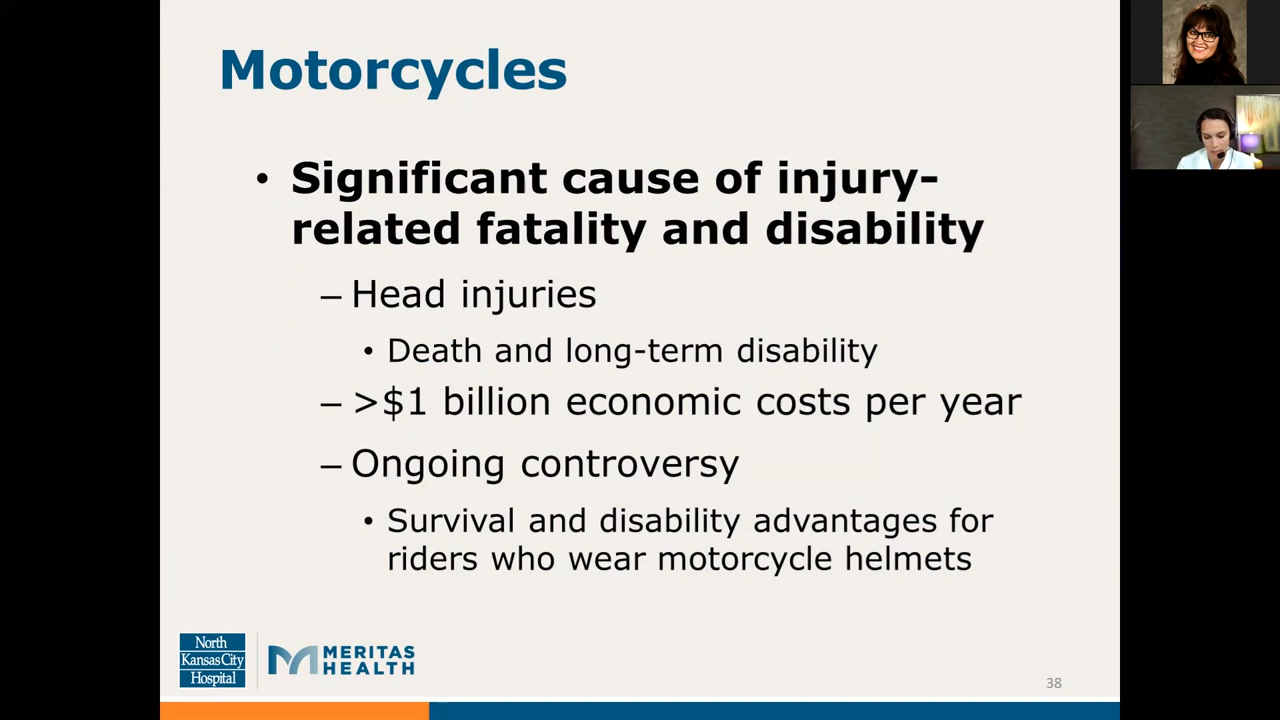 Motorcycles
• Significant cause of injury-
related fatality and disability
– Head injuries
• Death and long-term disability
– >$1 billion economic costs per year
– Ongoing controversy
• Survival and disability advantages for
riders who wear motorcycle helmets
North
Kansas City
Hospital
MERITAS
HEALTH
38